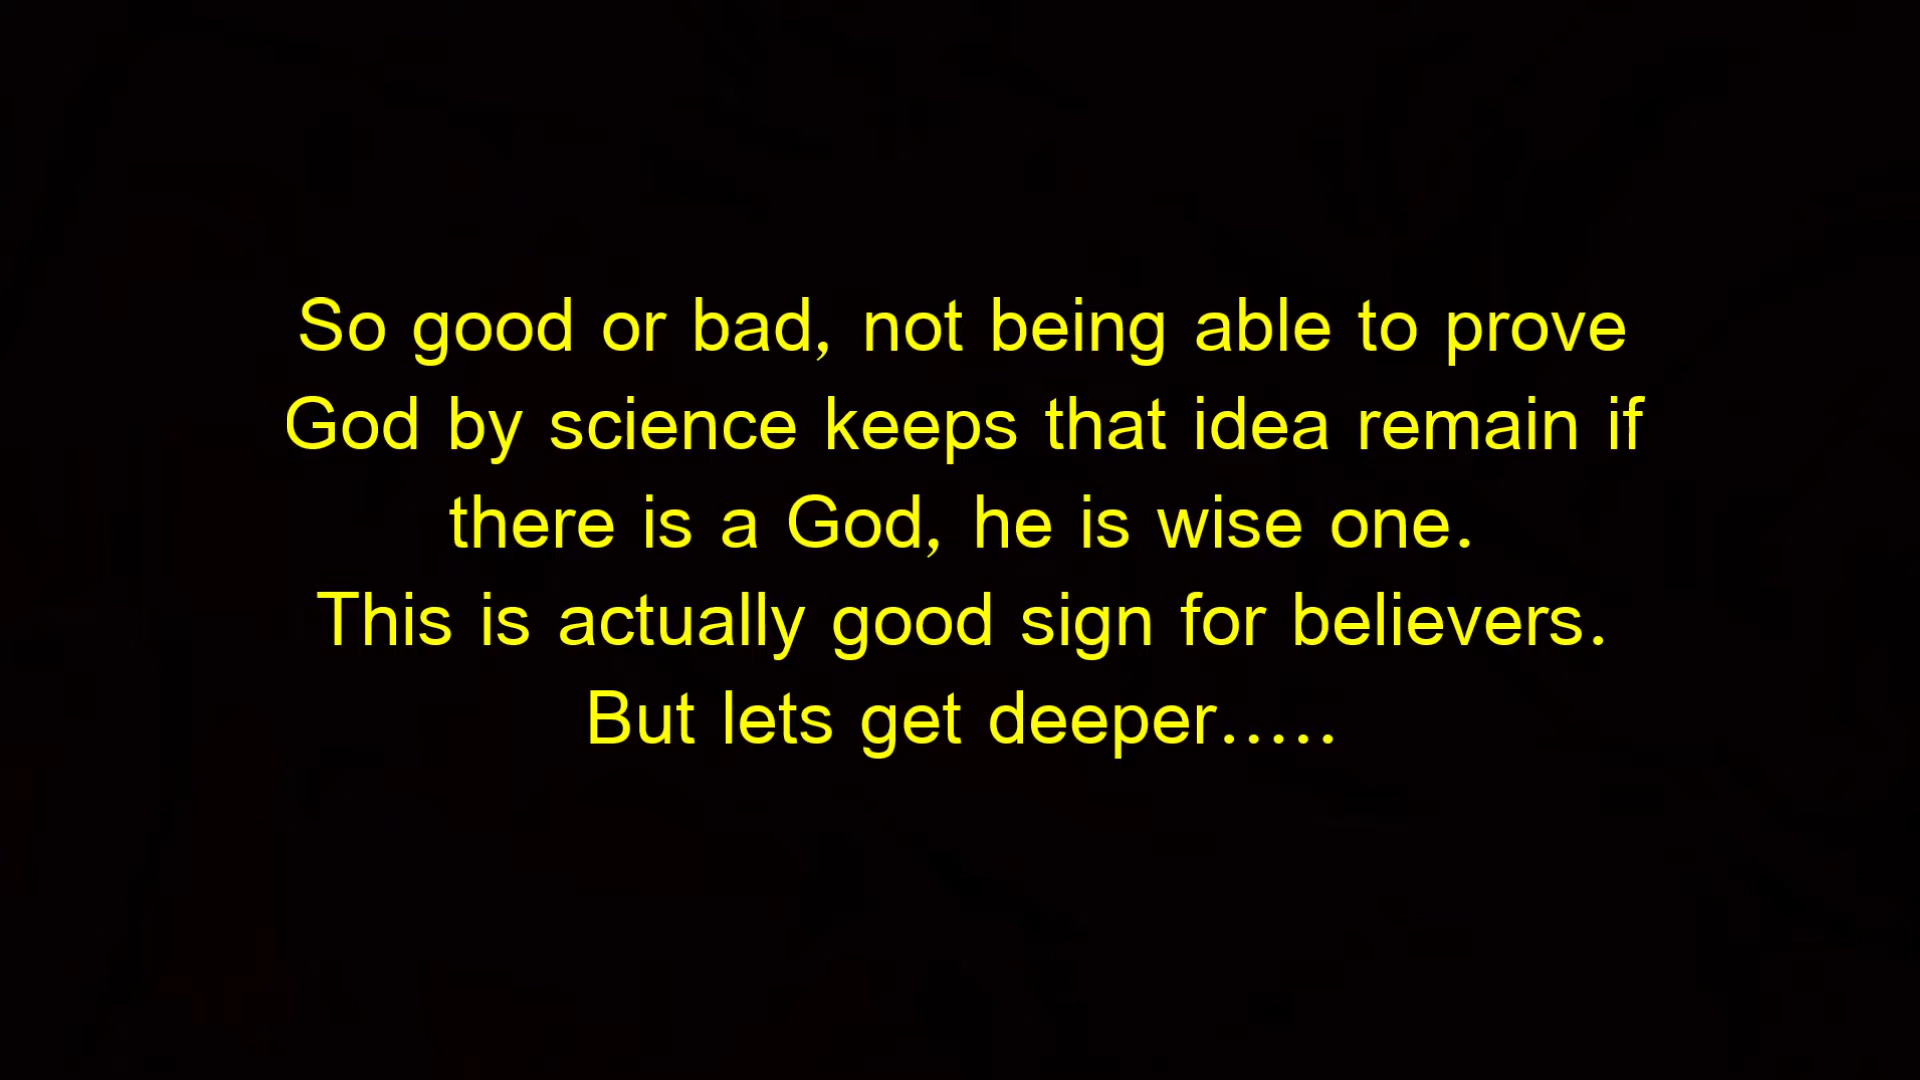 So good or bad, not being able to prove
God by science keeps that idea remain if
there is a God, he is wise one.
This is actually good sign for believers.
But lets get deeper.....